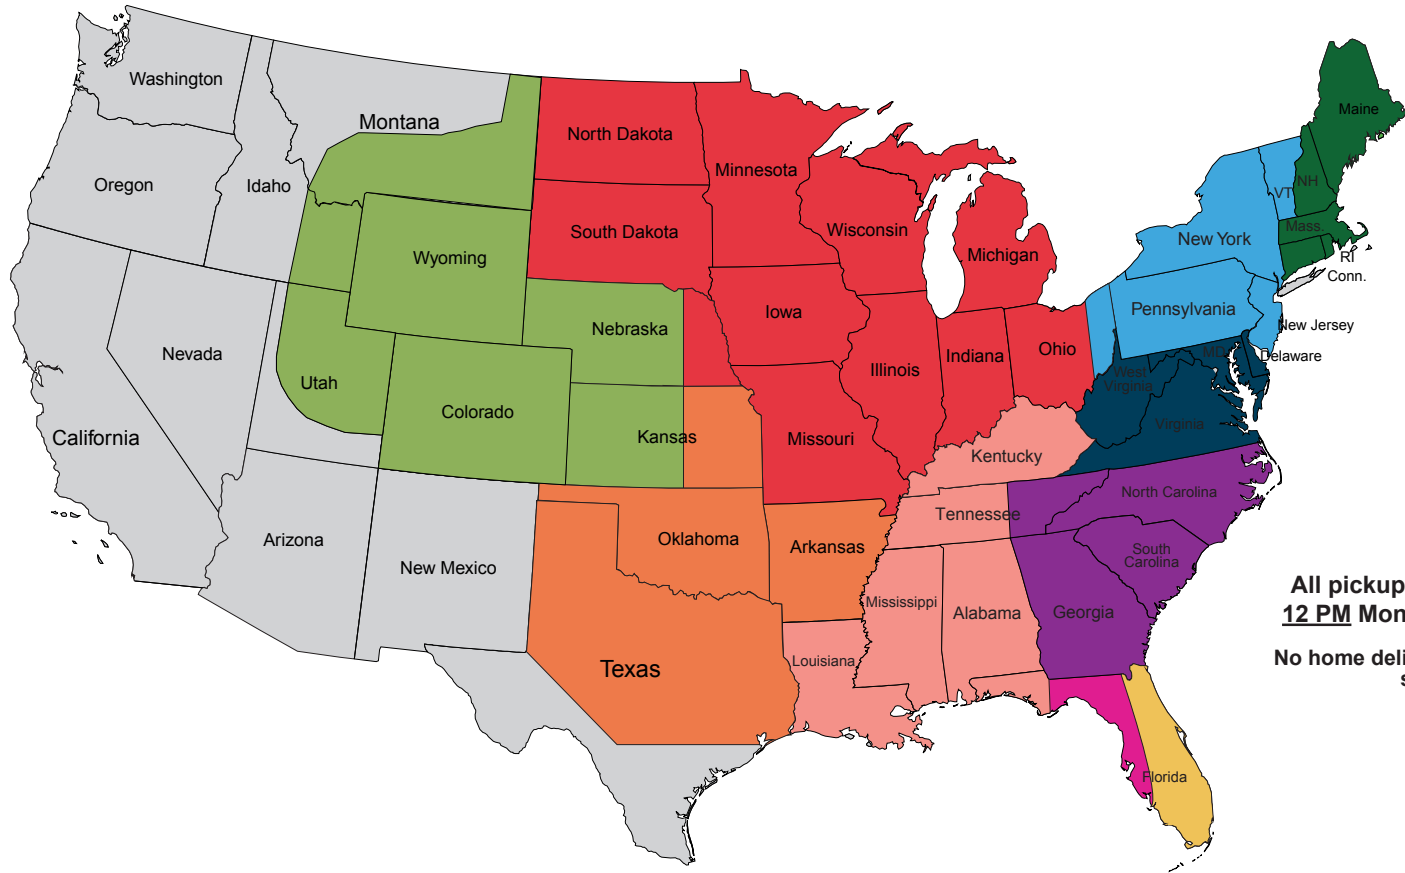 Washington
Montana
Maine
North Dakota
Minnesota
Oregon
Idaho
NH
VT
Mass.
Wisconsin
South Dakota
New York
Michigan
RI
Conn.
Wyoming
Iowa
Pennsylvania
Nebraska
New Jersey
Nevada
Ohio
MD
Delaware
Indiana
Illinois
West
Virginia
Utah
Colorado
Virginia
Kansas
California
Missouri
Kentucky
North Carolina
Tennessee
Arizona
Oklahoma
Arkansas
South
Carolina
New Mexico
Mississippi
Alabama
Georgia
Louisiana
Texas
Florida
All pickup
12 PM Mon
No home deli
s